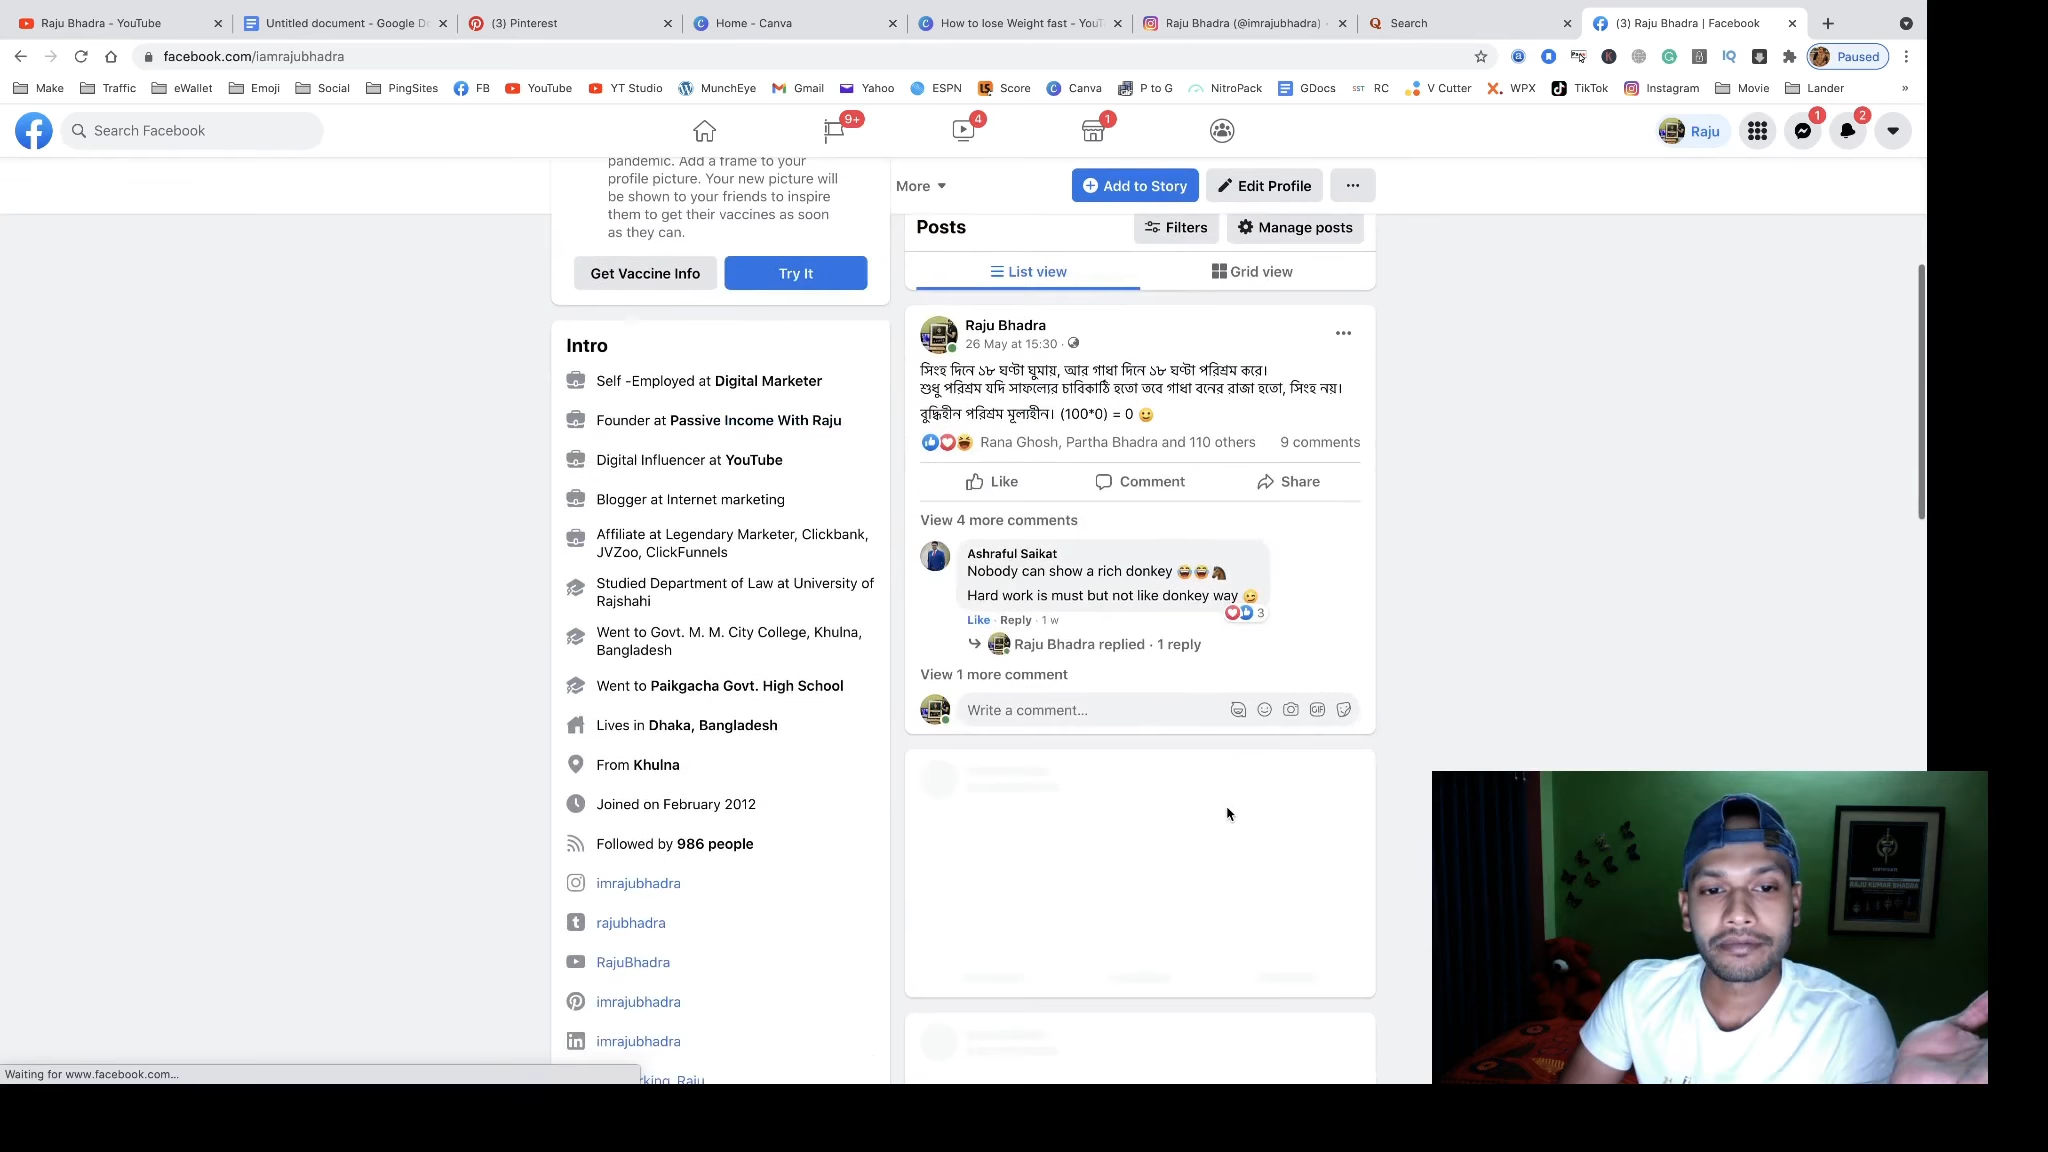 Raju Bhadra - YouTube
Untitled document - Google D
(3) Pinterest
Home - Canva
How to lose Weight fast - YouT
Raju Bhadra (@imrajubhadra)
Search
(3) Raju Bhadra | Facebook
facebook.com/iamrajubhadra
Paused
Make Traffic eWallet Emoji Social PingSites FB YouTube YT Studio MunchEye Gmail Yahoo ESPN Score Canva P to G NitroPack GDocs RC V Cutter WPX TikTok Instagram Movie Lander »
Search Facebook
9+
4
1
Raju
1
2
More
Add to Story
Edit Profile
pandemic. Add a frame to your
profile picture. Your new picture will
be shown to your friends to inspire
them to get their vaccines as soon
as they can.
Get Vaccine Info
Try It
Intro
Self -Employed at Digital Marketer
Founder at Passive Income With Raju
Digital Influencer at YouTube
Blogger at Internet marketing
Affiliate at Legendary Marketer, Clickbank,
JVZoo, ClickFunnels
Studied Department of Law at University of
Rajshahi
Went to Govt. M. M. City College, Khulna,
Bangladesh
Went to Paikgacha Govt. High School
Lives in Dhaka, Bangladesh
From Khulna
Joined on February 2012
Followed by 986 people
imrajubhadra
rajubhadra
RajuBhadra
imrajubhadra
imrajubhadra
Posts
Filters
Manage posts
List view
Grid view
Raju Bhadra
26 May at 15:30 ·
সিংহ দিনে ১৮ ঘণ্টা ঘুমায়, আর গাধা দিনে ১৮ ঘণ্টা পরিশ্রম করে।
শুধু পরিশ্রম যদি সাফল্যের চাবিকাঠি হতো তবে গাধা বনের রাজা হতো, সিংহ নয়।
বুদ্ধিহীন পরিশ্রম মূল্যহীন। (100*0) = 0 🙂
Rana Ghosh, Partha Bhadra and 110 others
9 comments
Like
Comment
Share
View 4 more comments
Ashraful Saikat
Nobody can show a rich donkey 😂😂🐴
Hard work is must but not like donkey way 😉
3
Like · Reply · 1 w
Raju Bhadra replied · 1 reply
View 1 more comment
Write a comment...
GIF
Waiting for www.facebook.com...
CERTIFICATE
RAJU KUMAR BHADRA